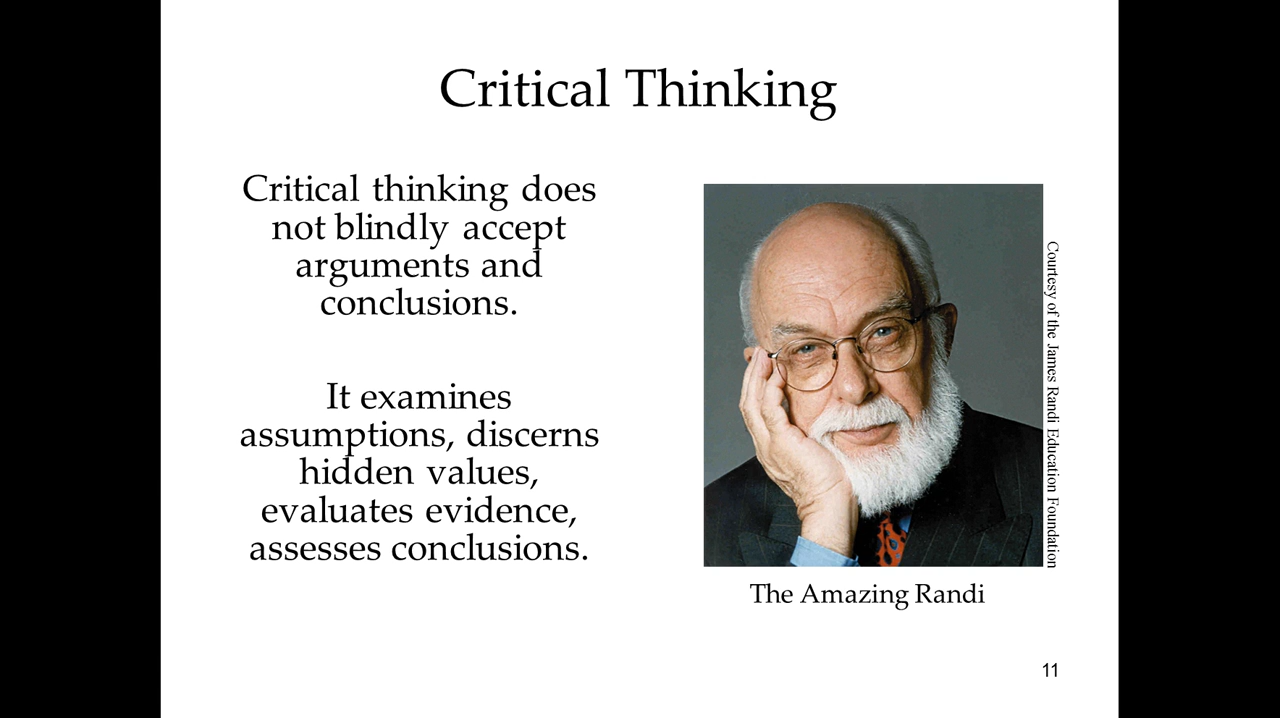 Critical Thinking
Critical thinking does
not blindly accept
arguments and
conclusions.
It examines
assumptions, discerns
hidden values,
evaluates evidence,
assesses conclusions.
Courtesy of the James Randi Education Foundation
The Amazing Randi
11